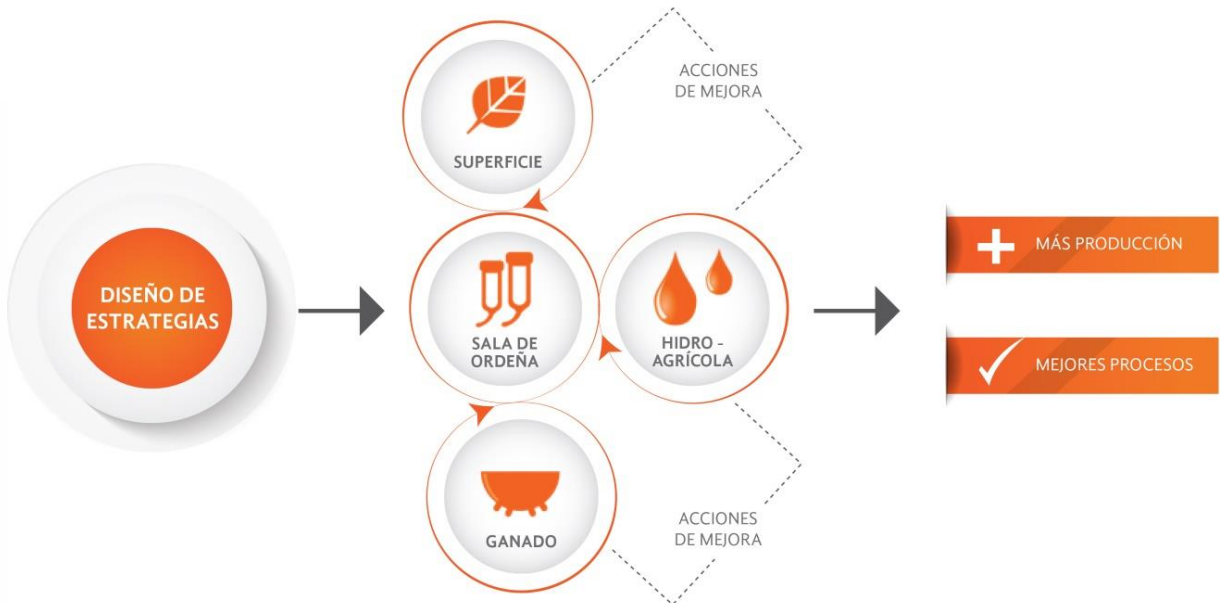 DISEÑO DE
ESTRATEGIAS
SUPERFICIE
SALA DE
ORDEÑA
HIDRO -
AGRÍCOLA
GANADO
ACCIONES
DE MEJORA
ACCIONES
DE MEJORA
MÁS PRODUCCIÓN
MEJORES PROCESOS